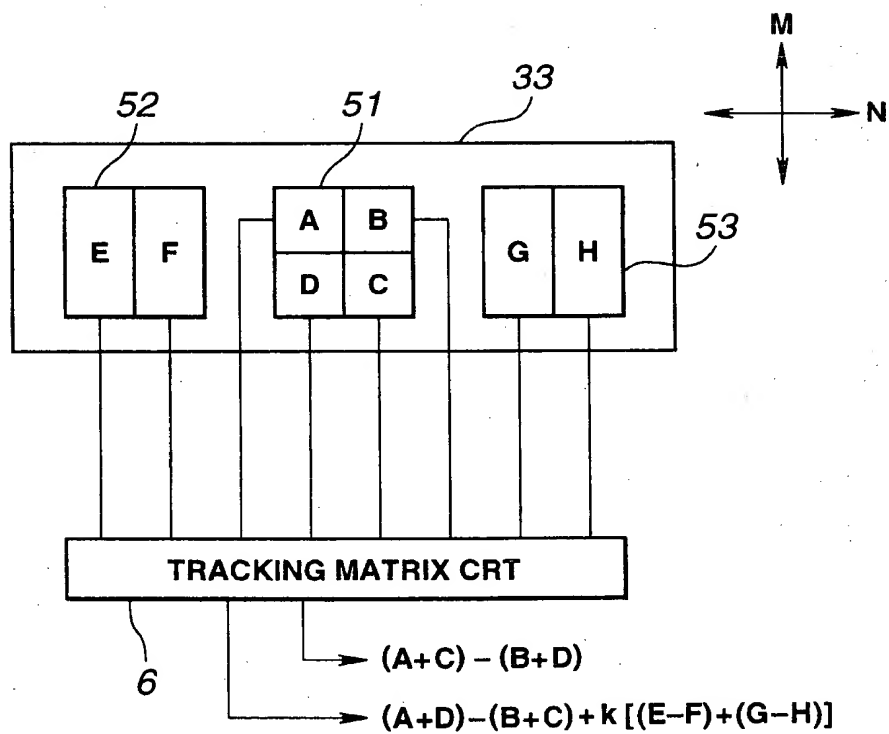 M
N
33
52
51
53
A B
E F
G H
D C
TRACKING MATRIX CRT
6
(A+C) – (B+D)
(A+D)–(B+C)+k [(E–F)+(G–H)]